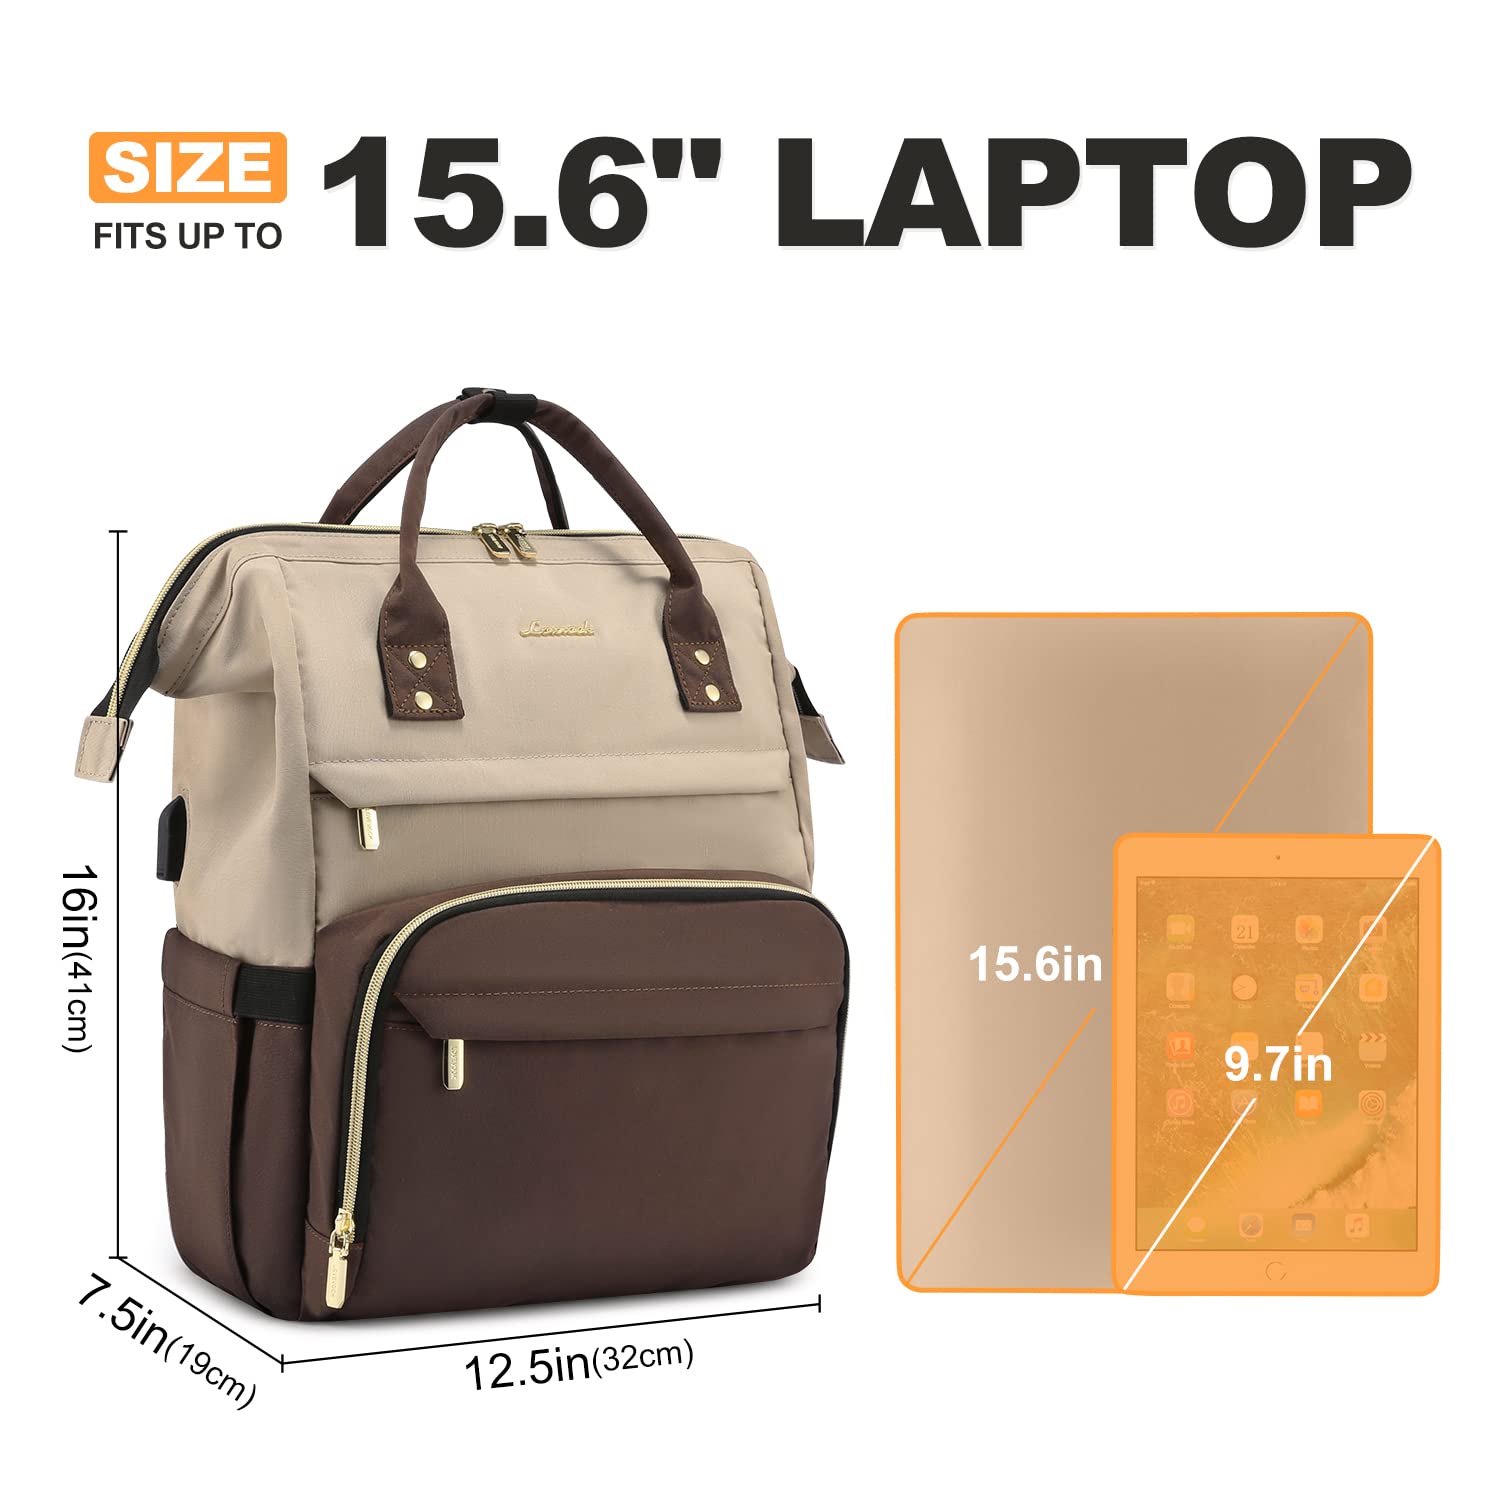 SIZE
FITS UP TO
15.6" LAPTOP
16in(41cm)
7.5in(19cm)
12.5in(32cm)
15.6in
9.7in
21